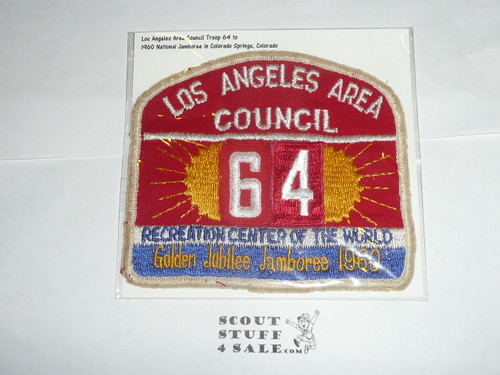 Los Angeles Area Council Troop 64 to
1960 National Jamboree in Colorado Springs, Colorado
LOS ANGELES AREA
COUNCIL
64
RECREATION CENTER OF THE WORLD
Golden Jubilee Jamboree 1960
SCOUT
STUFF
4 SALE.COM